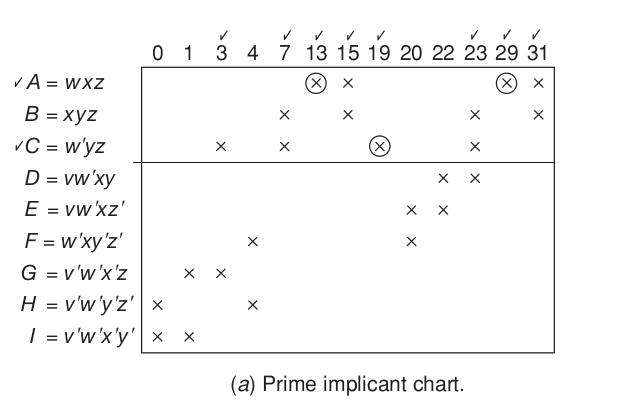 ✓ ✓ ✓ ✓ ✓ ✓ ✓ ✓
0 1 3 4 7 13 15 19 20 22 23 29 31
✓A = wxz ⊗ × ⊗ ×
B = xyz × × × ×
✓C = w'yz × × ⊗ ×
D = vw'xy × ×
E = vw'xz' × ×
F = w'xy'z' × ×
G = v'w'x'z × ×
H = v'w'y'z' × ×
I = v'w'x'y' × ×
(a) Prime implicant chart.